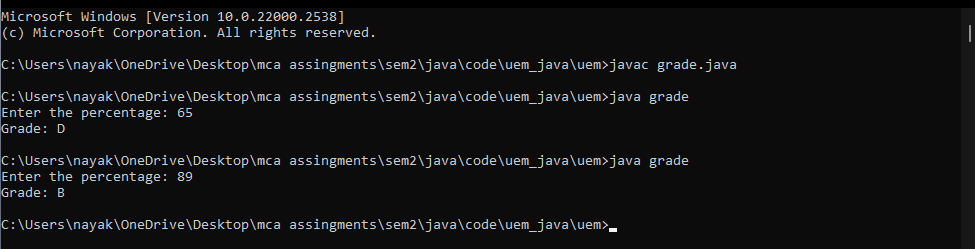 Microsoft Windows [Version 10.0.22000.2538]
(c) Microsoft Corporation. All rights reserved.
C:\Users\nayak\OneDrive\Desktop\mca assingments\sem2\java\code\uem_java\uem>javac grade.java
C:\Users\nayak\OneDrive\Desktop\mca assingments\sem2\java\code\uem_java\uem>java grade
Enter the percentage: 65
Grade: D
C:\Users\nayak\OneDrive\Desktop\mca assingments\sem2\java\code\uem_java\uem>java grade
Enter the percentage: 89
Grade: B
C:\Users\nayak\OneDrive\Desktop\mca assingments\sem2\java\code\uem_java\uem>